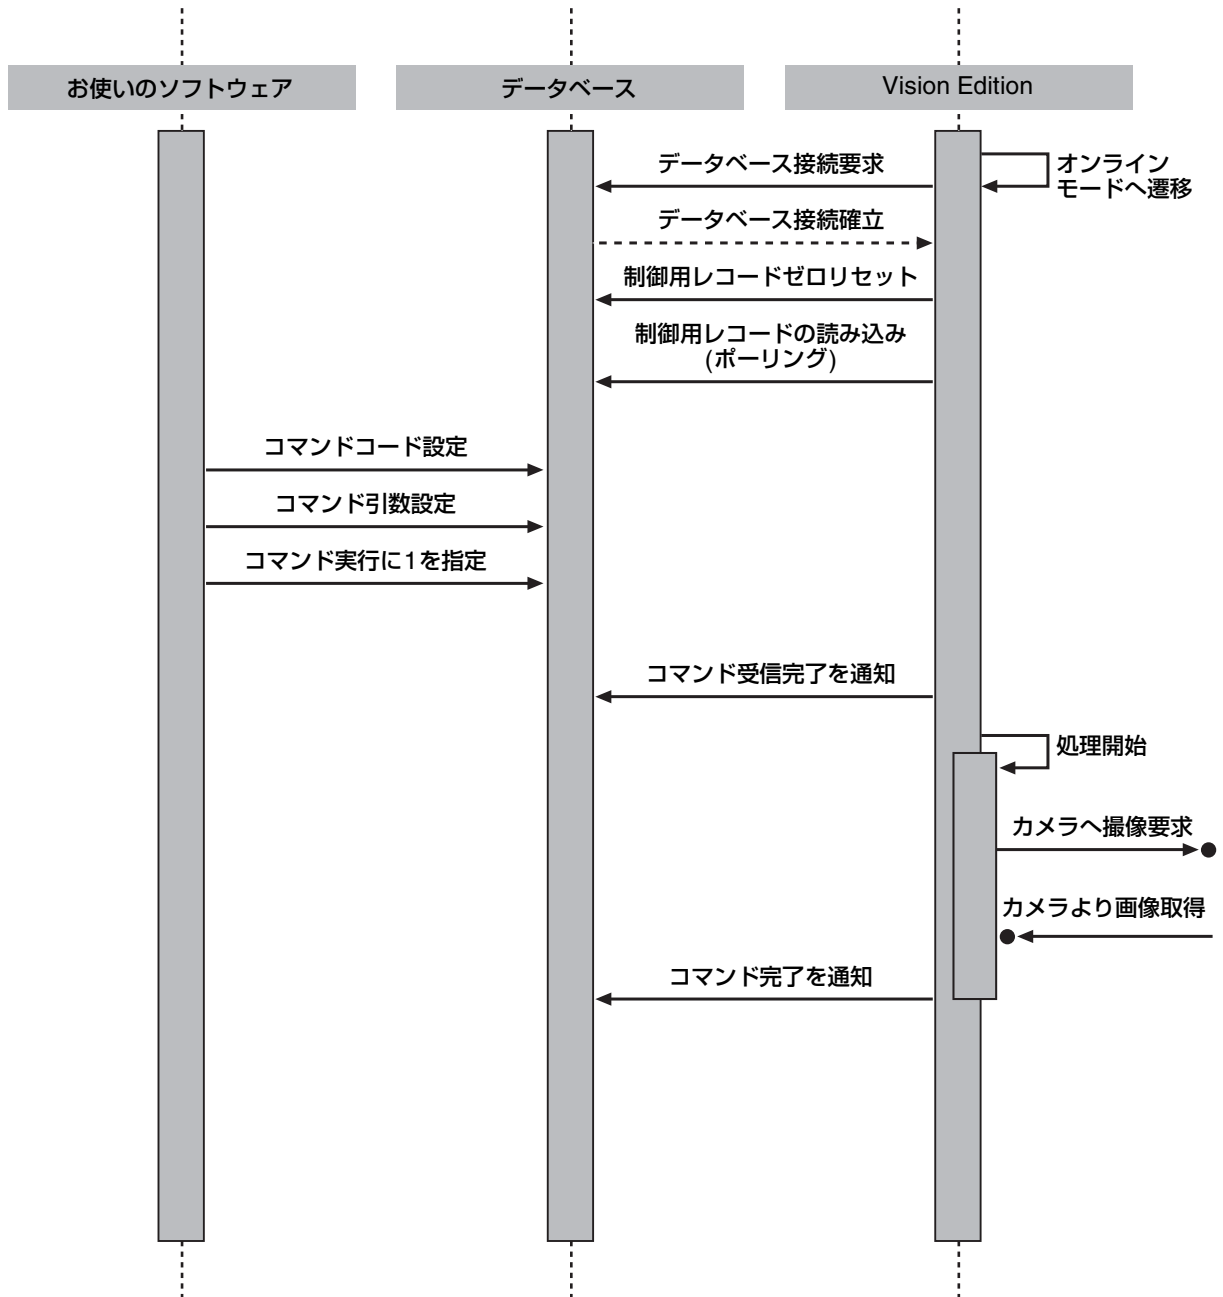 お使いのソフトウェア
データベース
Vision Edition
データベース接続要求
オンライン
モードへ遷移
データベース接続確立
制御用レコードゼロリセット
制御用レコードの読み込み
(ポーリング)
コマンドコード設定
コマンド引数設定
コマンド実行に1を指定
コマンド受信完了を通知
処理開始
カメラへ撮像要求
カメラより画像取得
コマンド完了を通知